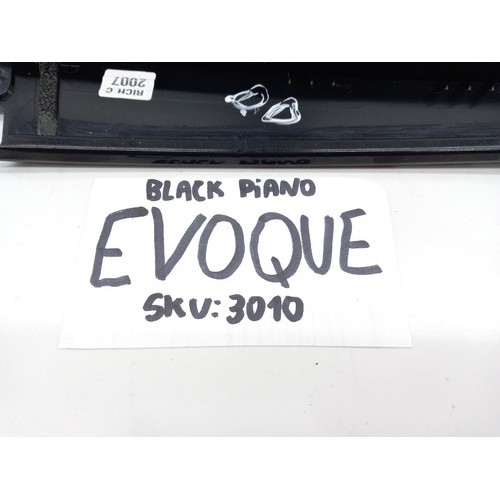 RICH C
2007
BLACK PiANO
EVOQUE
SKU: 3010